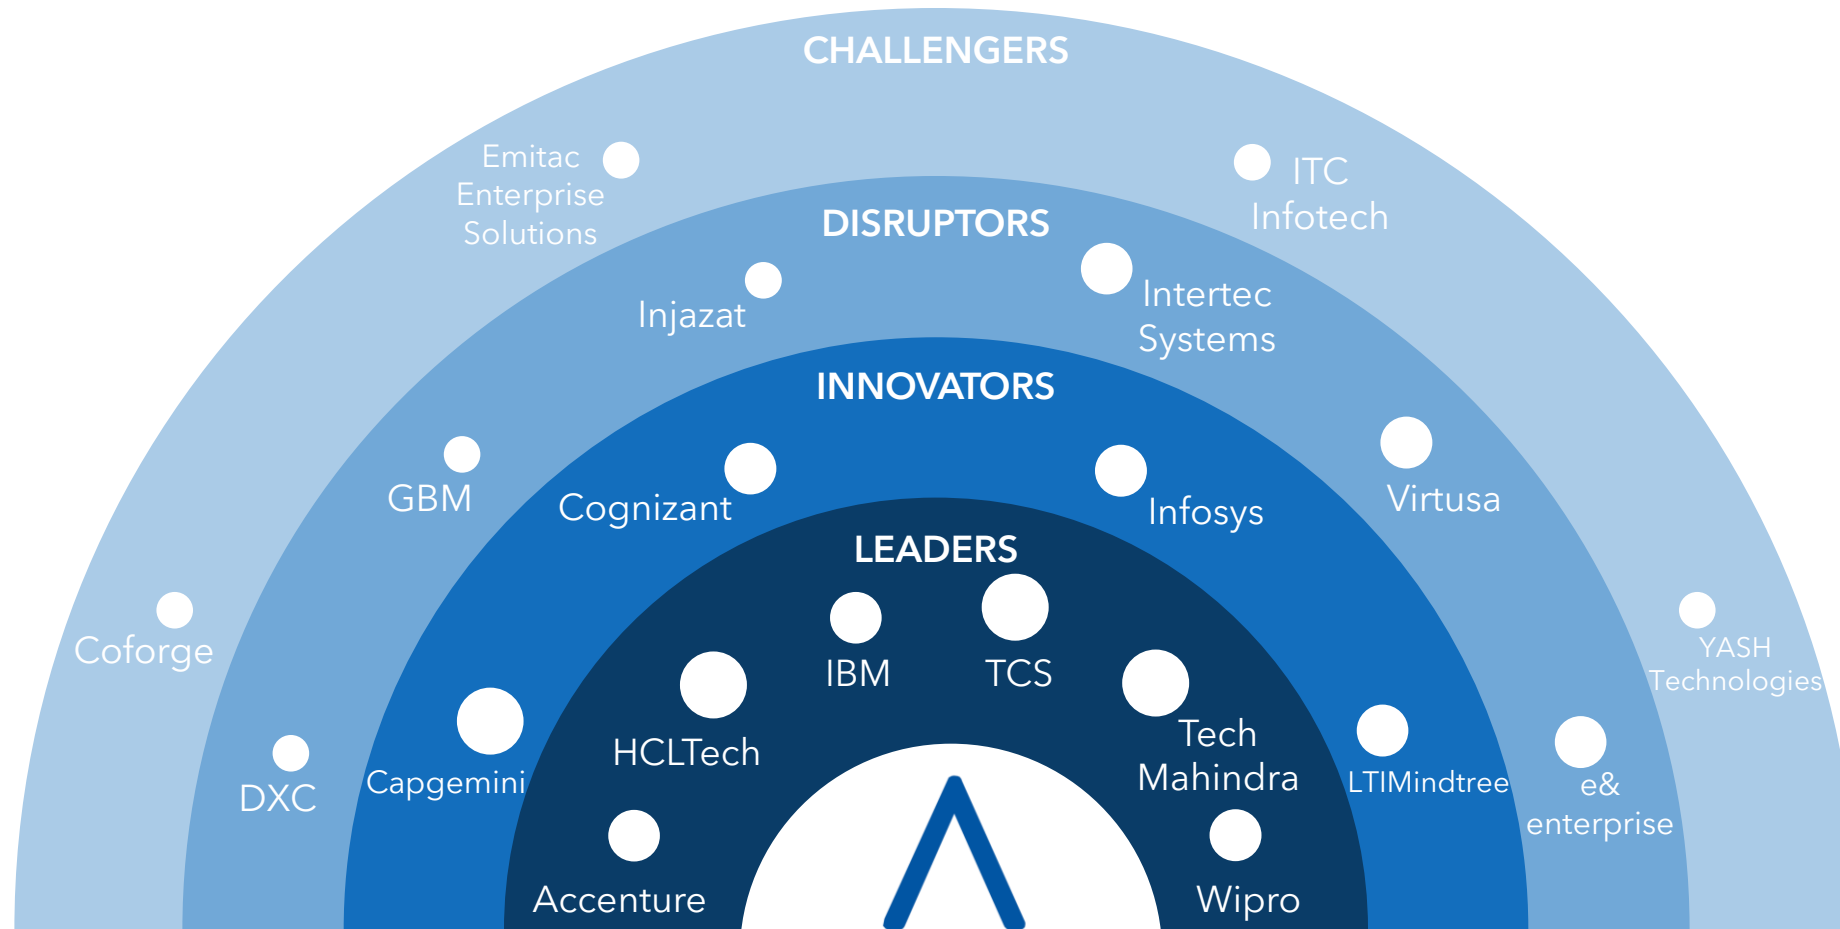 CHALLENGERS
Emitac
Enterprise
Solutions
ITC
Infotech
DISRUPTORS
Injazat
Intertec
Systems
INNOVATORS
GBM
Cognizant
Infosys
Virtusa
LEADERS
Coforge
IBM
TCS
YASH
Technologies
HCLTech
Tech
Mahindra
DXC
Capgemini
LTIMindtree
e&
enterprise
Accenture
Wipro